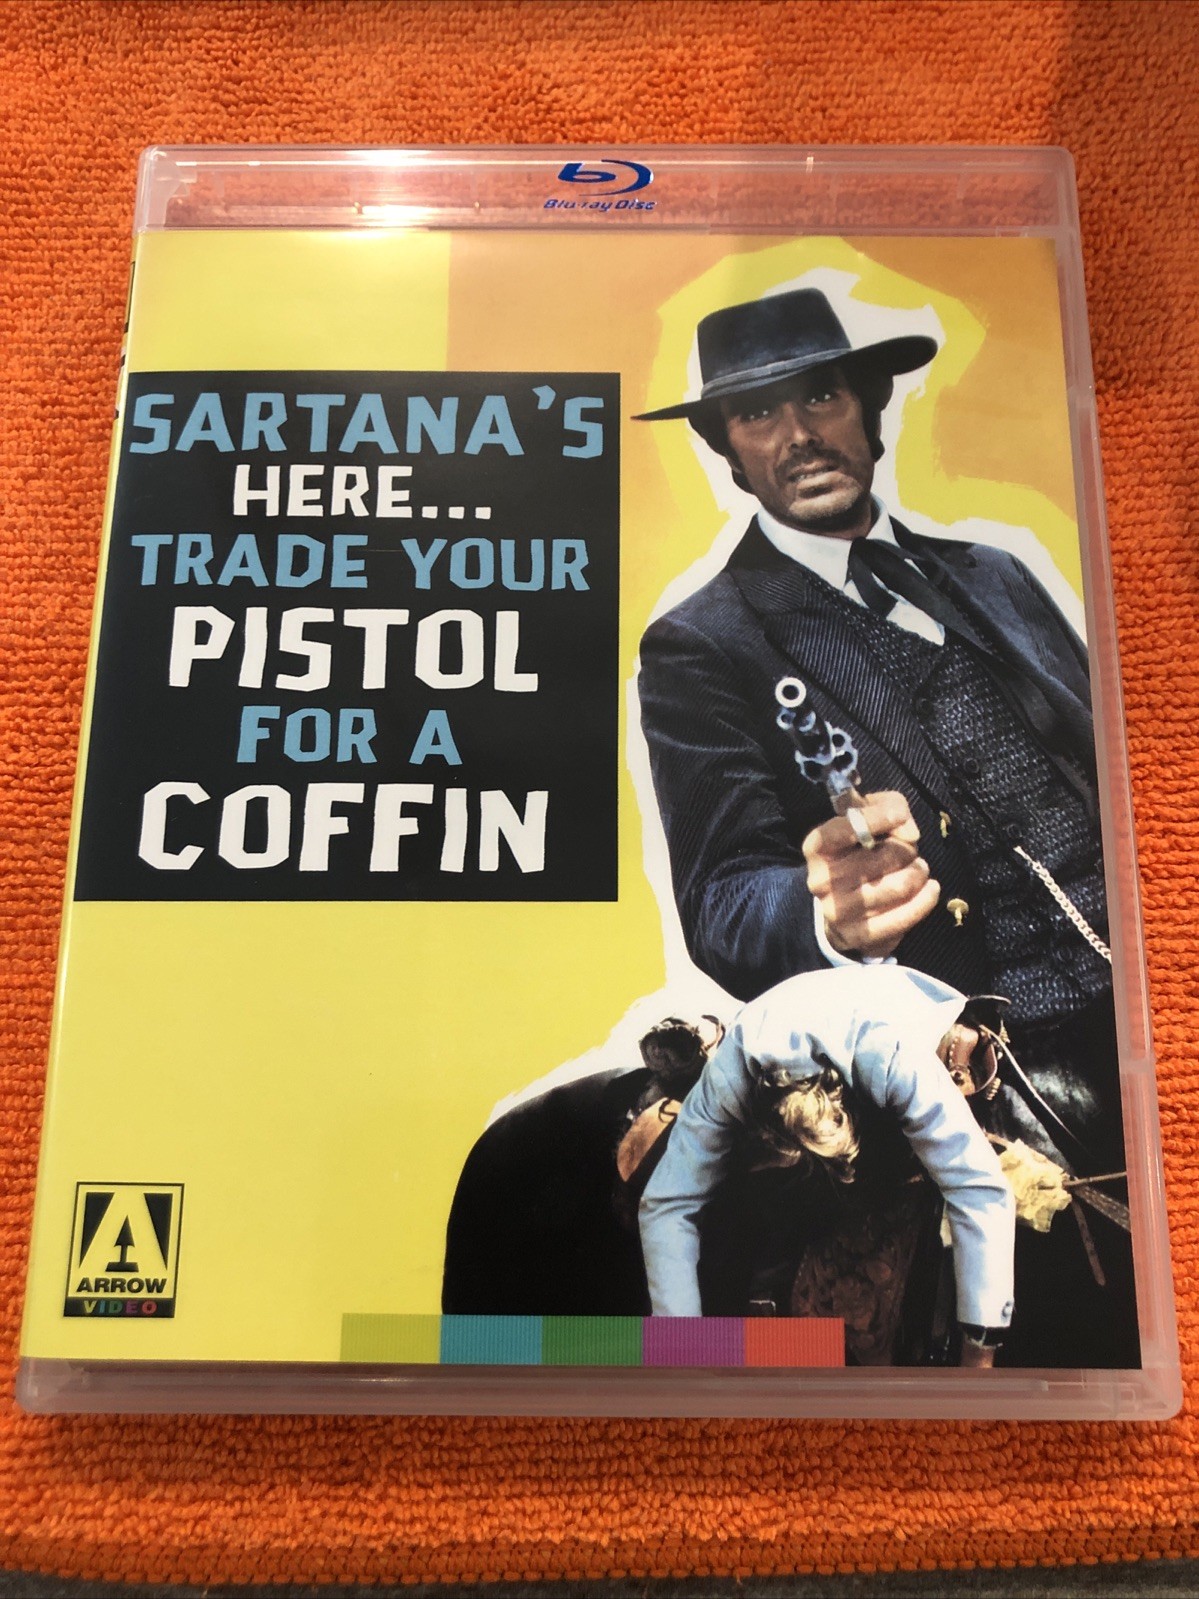 Blu-ray Disc
SARTANA'S
HERE...
TRADE YOUR
PISTOL
FOR A
COFFIN
ARROW
VIDEO